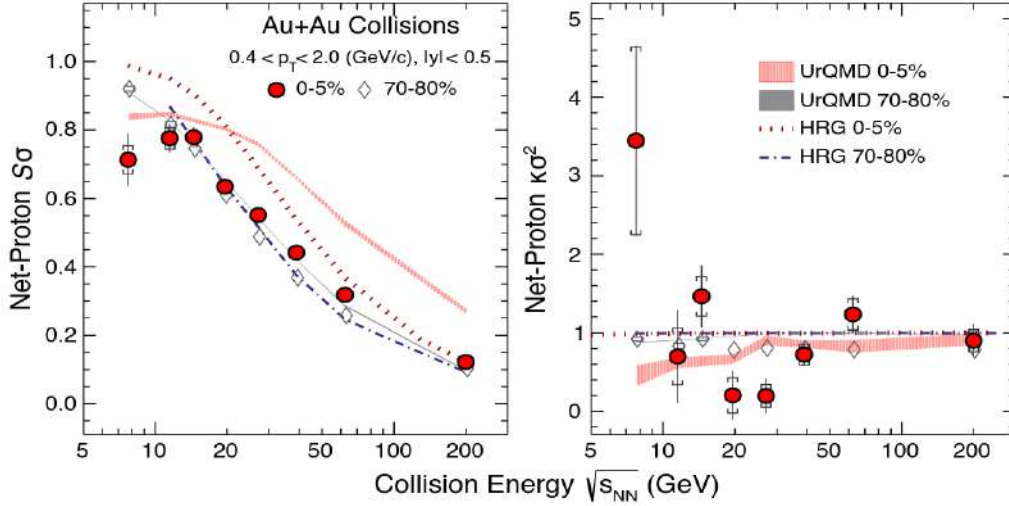 Au+Au Collisions
0.4 < p_T < 2.0 (GeV/c), |y| < 0.5
0-5% 70-80%
Net-Proton Sσ
1.0
0.8
0.6
0.4
0.2
0.0
5 10 20 50 100 200
UrQMD 0-5%
UrQMD 70-80%
HRG 0-5%
HRG 70-80%
Net-Proton κσ²
6
4
2
1
0
5 10 20 50 100 200
Collision Energy √s_NN (GeV)